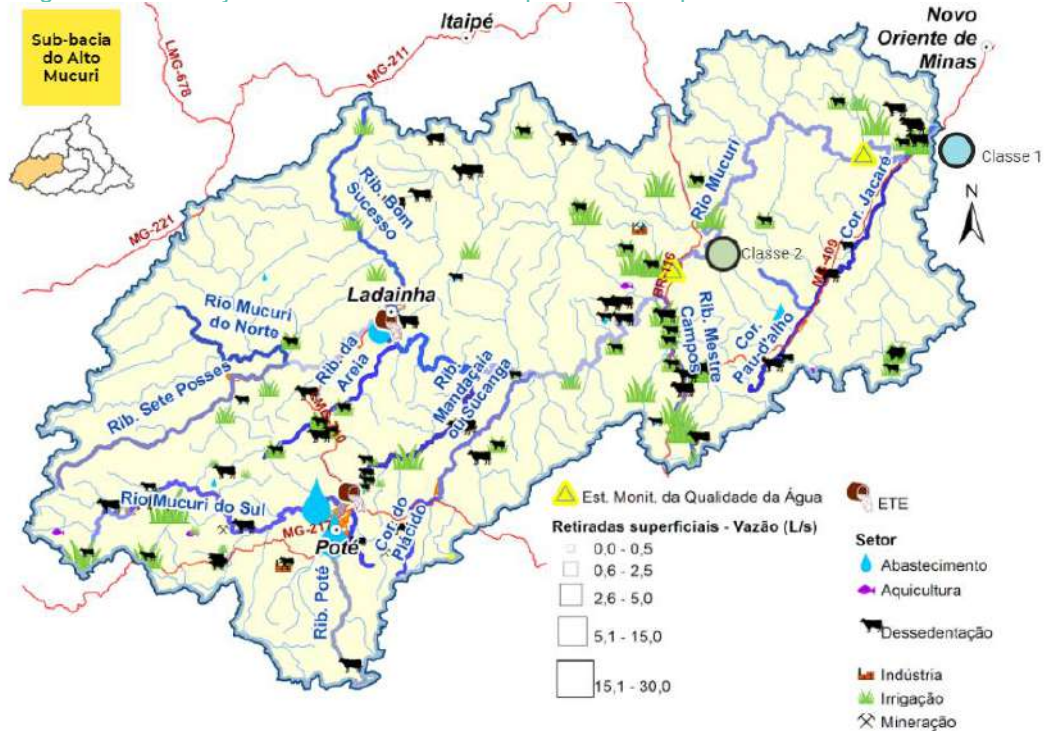 Sub-bacia
do Alto
Mucuri
LMG-678
MG-211
Itaipé
Novo
Oriente de
Minas
Classe 1
N
MG-221
Rib. Bom
Sucesso
Rio Mucuri
Cor. Jacaré
MG-409
Classe 2
BR-116
Ladainha
Rio Mucuri
do Norte
Rib. da
Areia
Rib. Sete Posses
Rib.
Mandaçaia
ou Suçanga
Rib. Mestre
Campos
Cor.
Pau d'alho
Rio Mucuri do Sul
MG-217
Poté
Cor. do
Plácido
Rib. Poté
Est. Monit. da Qualidade da Água
ETE
Retiradas superficiais - Vazão (L/s)
0,0 - 0,5
0,6 - 2,5
2,6 - 5,0
5,1 - 15,0
15,1 - 30,0
Setor
Abastecimento
Aquicultura
Dessedentação
Indústria
Irrigação
Mineração